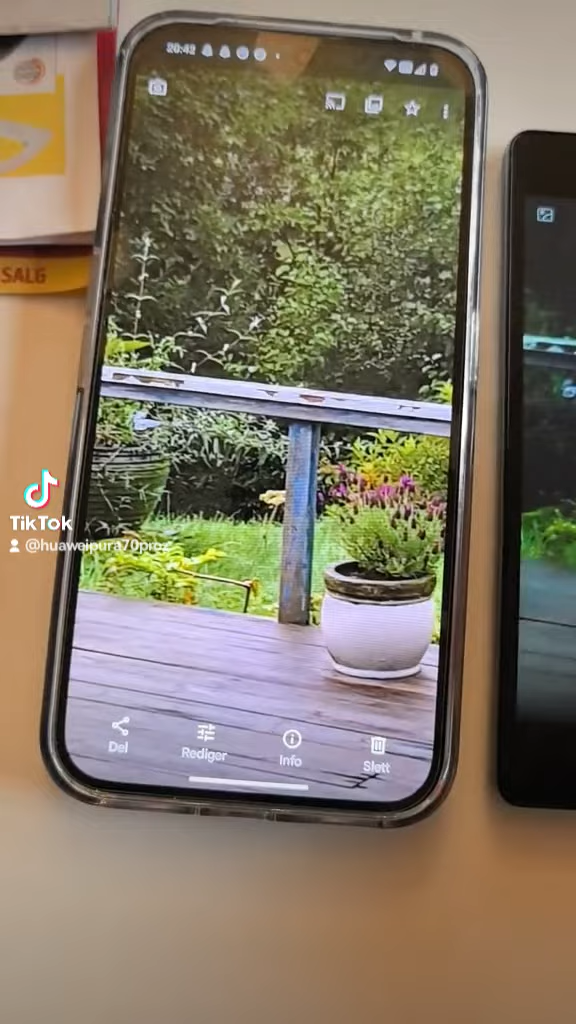 20:42
SALG
TikTok
@huaweipura70proz
Del
Rediger
Info
Slett